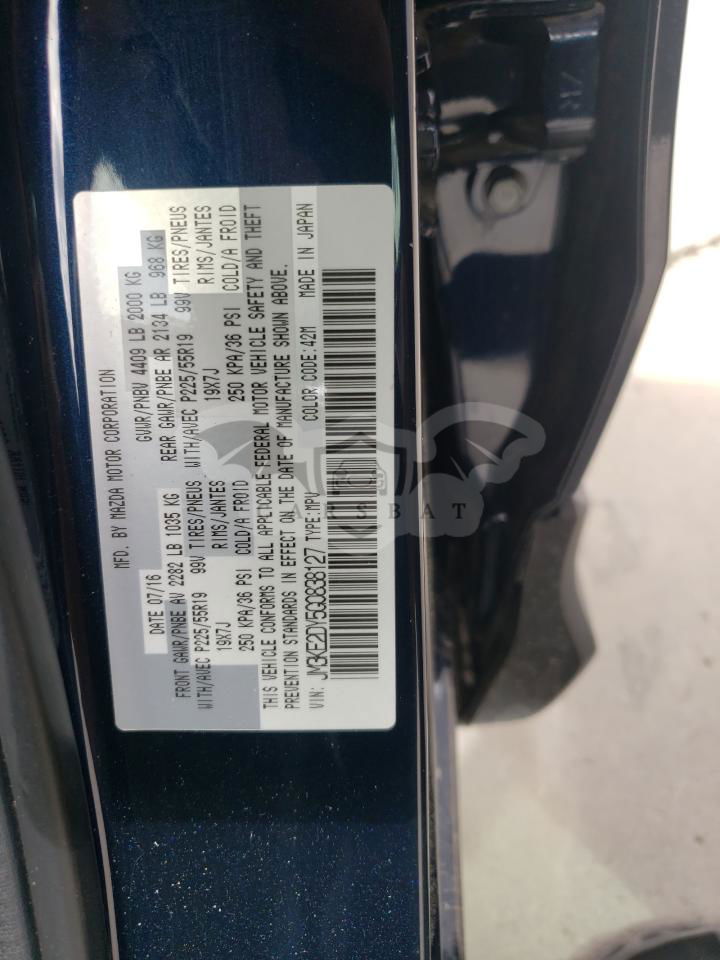 MFD. BY MAZDA MOTOR CORPORATION
DATE 07/16 GVWR/PNBV 4409 LB 2000 KG
FRONT GAWR/PNBE AV 2282 LB 1035 KG REAR GAWR/PNBE AR 2134 LB 968 KG
WITH/AVEC P225/55R19 99V TIRES/PNEUS WITH/AVEC P225/55R19 99V TIRES/PNEUS
19X7J RIMS/JANTES 19X7J RIMS/JANTES
250 KPA/36 PSI COLD/A FROID 250 KPA/36 PSI COLD/A FROID
THIS VEHICLE CONFORMS TO ALL APPLICABLE FEDERAL MOTOR VEHICLE SAFETY AND THEFT
PREVENTION STANDARDS IN EFFECT ON THE DATE OF MANUFACTURE SHOWN ABOVE.
VIN: JM3KE2DY5G0838127 TYPE:MPV COLOR CODE:42M MADE IN JAPAN
CARSBAT